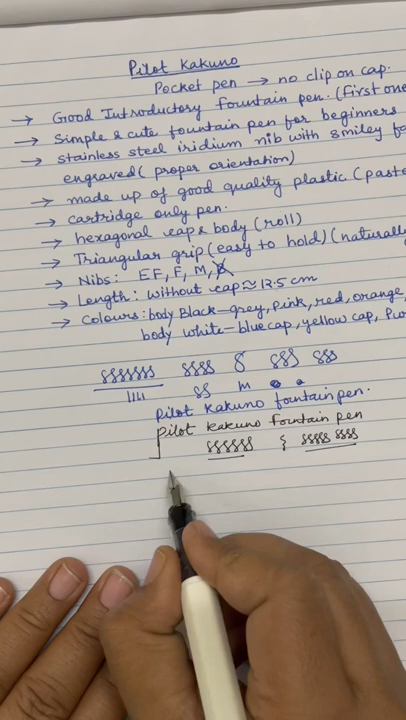 Pilot Kakuno
Pocket pen → no clip on cap.
→ Good Introductory fountain pen. (first one
→ Simple & cute fountain pen for beginners
→ stainless steel iridium nib with smiley fa
engraved (proper orientation)
→ made up of good quality plastic (paste
→ cartridge only pen.
→ hexagonal cap & body (roll)
→ Triangular grip (easy to hold) (naturally
→ Nibs: EF, F, M,
→ Length: without cap ≈ 12.5 cm
→ Colours: body Black - grey, pink, red, orange,
body white - blue cap, yellow cap, Pur
Pilot Kakuno fountain pen.
Pilot kakuno fountain pen